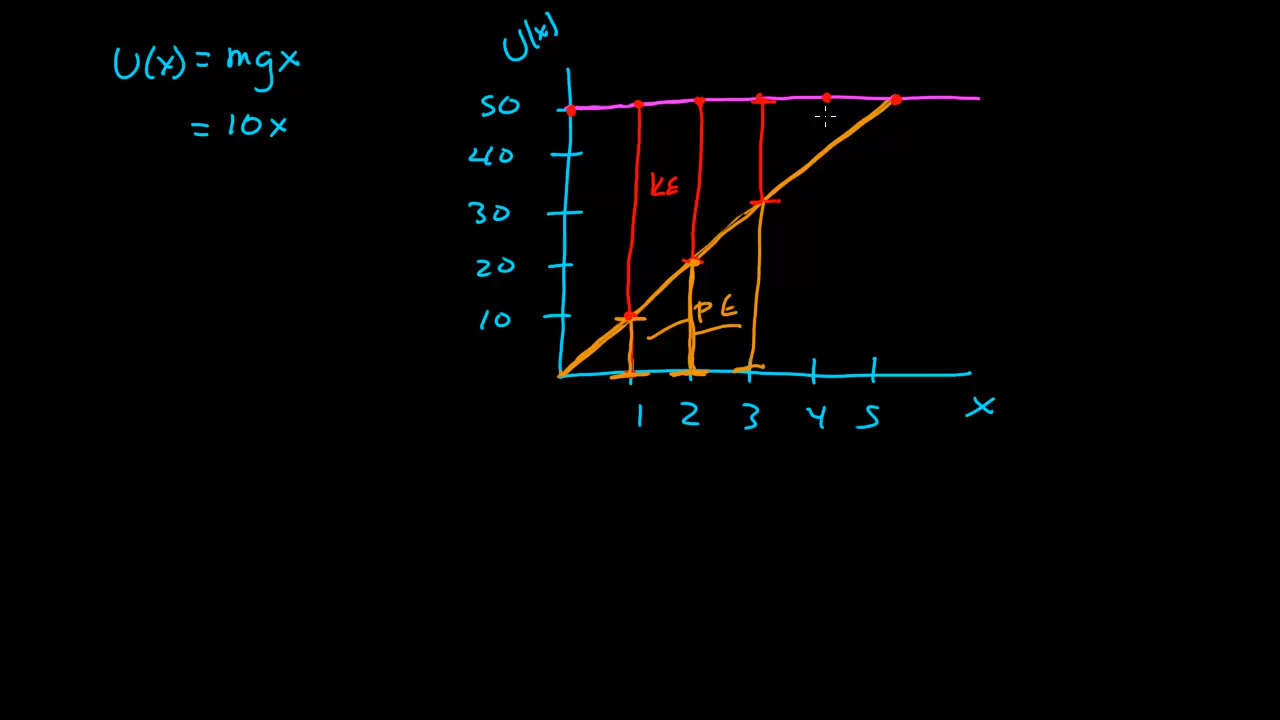 U(x) = mgx
= 10x
U(x)
50
40
30
20
10
KE
PE
1 2 3 4 5
x